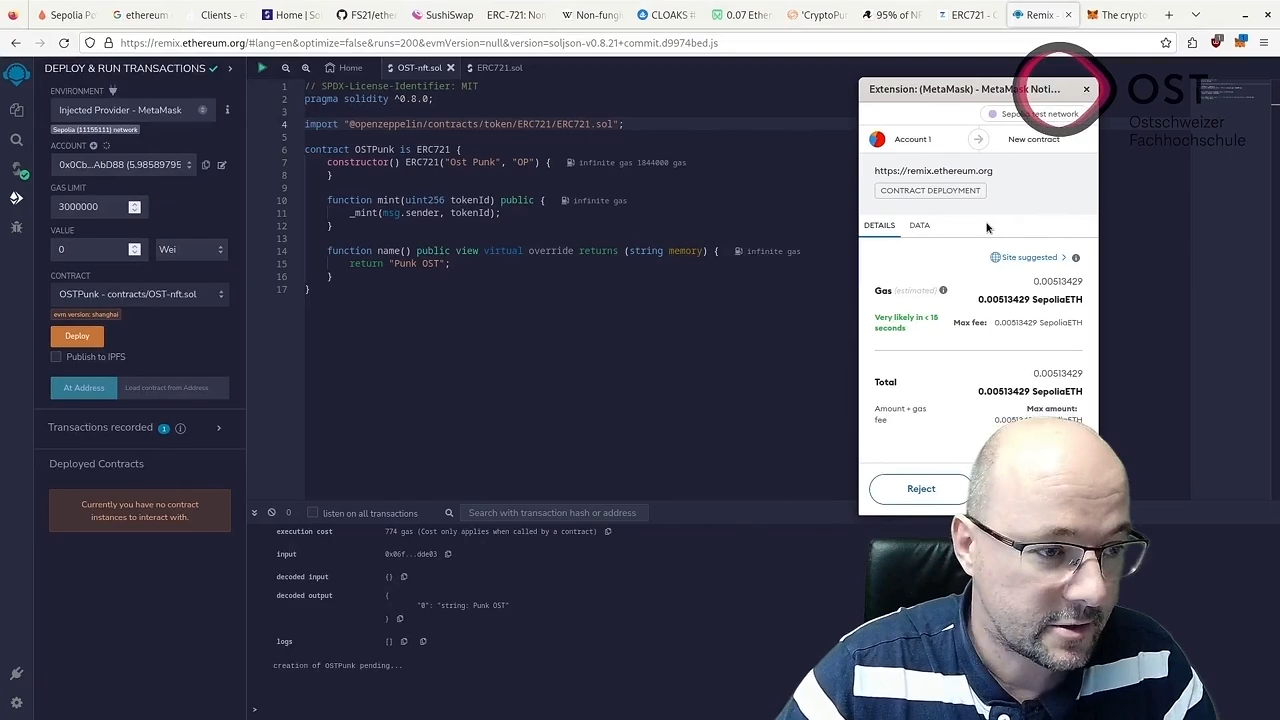 Sepolia Po
ethereum
Clients - e
Home | Sol
FS21/ether
SushiSwap
ERC-721: Non
Non-fungi
CLOAKS #
0.07 Ether
'CryptoPun
95% of NF
ERC721 - O
Remix -
The crypto
https://remix.ethereum.org/#lang=en&optimize=false&runs=200&evmVersion=null&version=soljson-v0.8.21+commit.d9974bed.js
DEPLOY & RUN TRANSACTIONS
ENVIRONMENT
Injected Provider - MetaMask
Sepolia (11155111) network
ACCOUNT
0x0Cb...AbD88 (5.98589795
GAS LIMIT
3000000
VALUE
0
Wei
CONTRACT
OSTPunk - contracts/OST-nft.sol
evm version: shanghai
Deploy
Publish to IPFS
At Address
Load contract from Address
Transactions recorded 1
Deployed Contracts
Currently you have no contract
instances to interact with.
Home
OST-nft.sol
ERC721.sol
1 // SPDX-License-Identifier: MIT
2 pragma solidity ^0.8.0;
3
4 import "@openzeppelin/contracts/token/ERC721/ERC721.sol";
5
6 contract OSTPunk is ERC721 {
7 constructor() ERC721("Ost Punk", "OP") { infinite gas 1844000 gas
8 }
9
10 function mint(uint256 tokenId) public { infinite gas
11 _mint(msg.sender, tokenId);
12 }
13
14 function name() public view virtual override returns (string memory) { infinite gas
15 return "Punk OST";
16 }
17 }
0
listen on all transactions
Search with transaction hash or address
execution cost 774 gas (Cost only applies when called by a contract)
input 0x06f...dde03
decoded input {}
decoded output {
"0": "string: Punk OST"
}
logs []
creation of OSTPunk pending...
>
Extension: (MetaMask) - MetaMask Noti...
Sepolia test network
Account 1
New contract
https://remix.ethereum.org
CONTRACT DEPLOYMENT
DETAILS
DATA
Site suggested >
0.00513429
Gas (estimated)
0.00513429 SepoliaETH
Very likely in < 15
seconds
Max fee: 0.00513429 SepoliaETH
0.00513429
Total
0.00513429 SepoliaETH
Amount + gas
fee
Max amount:
Reject
OST
Ostschweizer
Fachhochschule